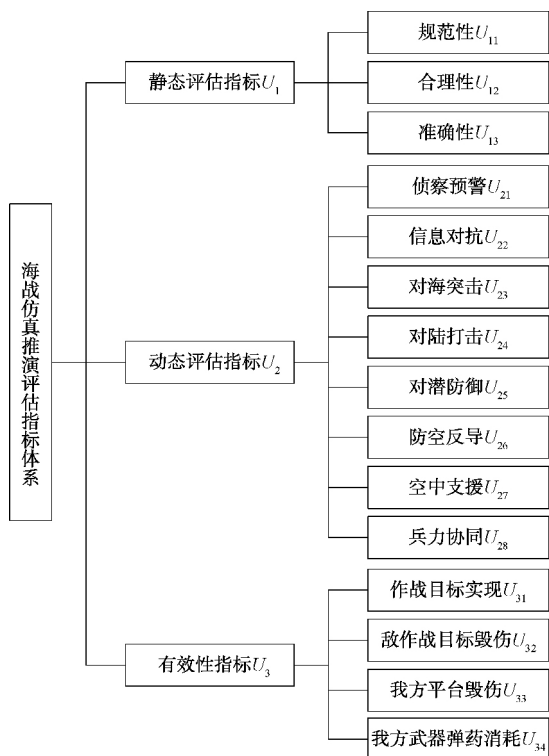 海战仿真推演评估指标体系
静态评估指标U₁
规范性U₁₁
合理性U₁₂
准确性U₁₃
动态评估指标U₂
侦察预警U₂₁
信息对抗U₂₂
对海突击U₂₃
对陆打击U₂₄
对潜防御U₂₅
防空反导U₂₆
空中支援U₂₇
兵力协同U₂₈
有效性指标U₃
作战目标实现U₃₁
敌作战目标毁伤U₃₂
我方平台毁伤U₃₃
我方武器弹药消耗U₃₄